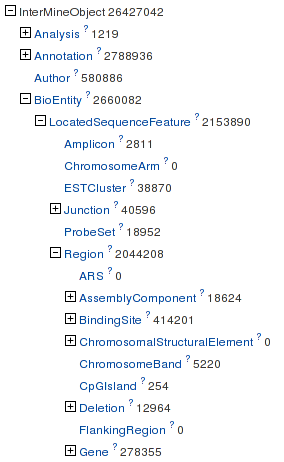 InterMineObject 26427042
Analysis ? 1219
Annotation ? 2788936
Author ? 580886
BioEntity ? 2660082
LocatedSequenceFeature ? 2153890
Amplicon ? 2811
ChromosomeArm ? 0
ESTCluster ? 38870
Junction ? 40596
ProbeSet ? 18952
Region ? 2044208
ARS ? 0
AssemblyComponent ? 18624
BindingSite ? 414201
ChromosomalStructuralElement ? 0
ChromosomeBand ? 5220
CpGIsland ? 254
Deletion ? 12964
FlankingRegion ? 0
Gene ? 278355